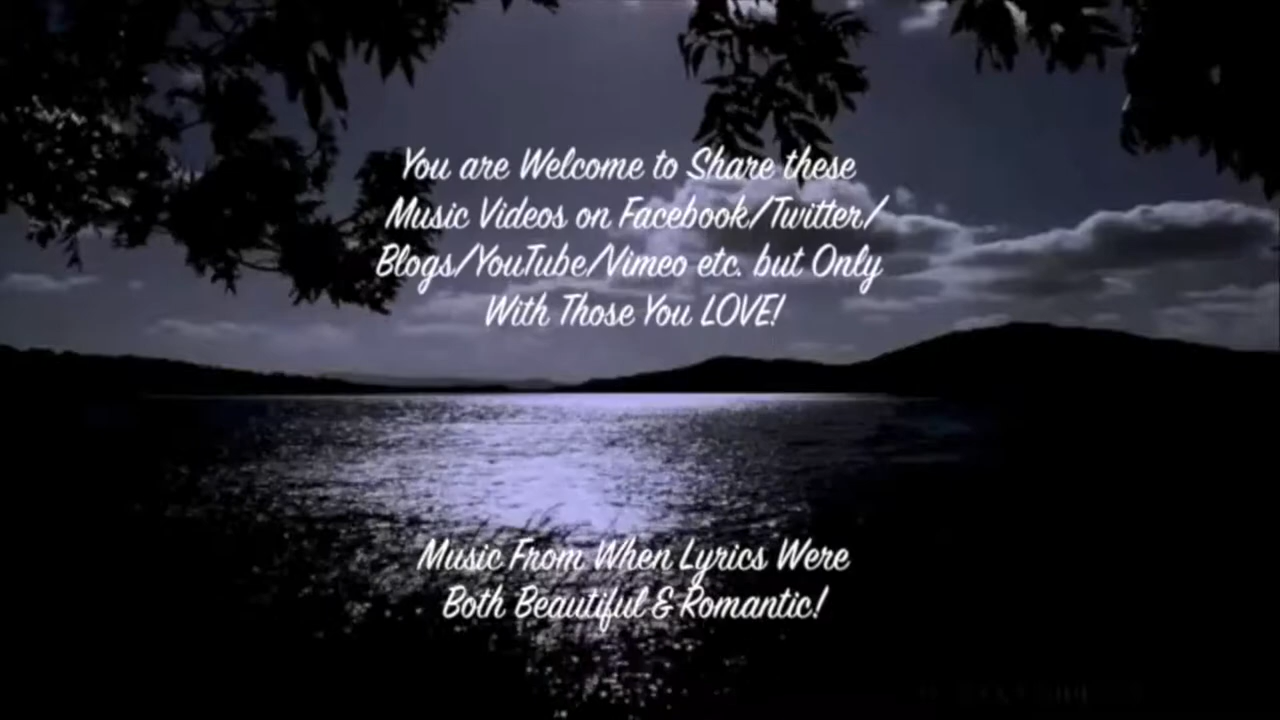 You are Welcome to Share these
Music Videos on Facebook/Twitter/
Blogs/YouTube/Vimeo etc. but Only
With Those You LOVE!
Music From When Lyrics Were
Both Beautiful & Romantic!